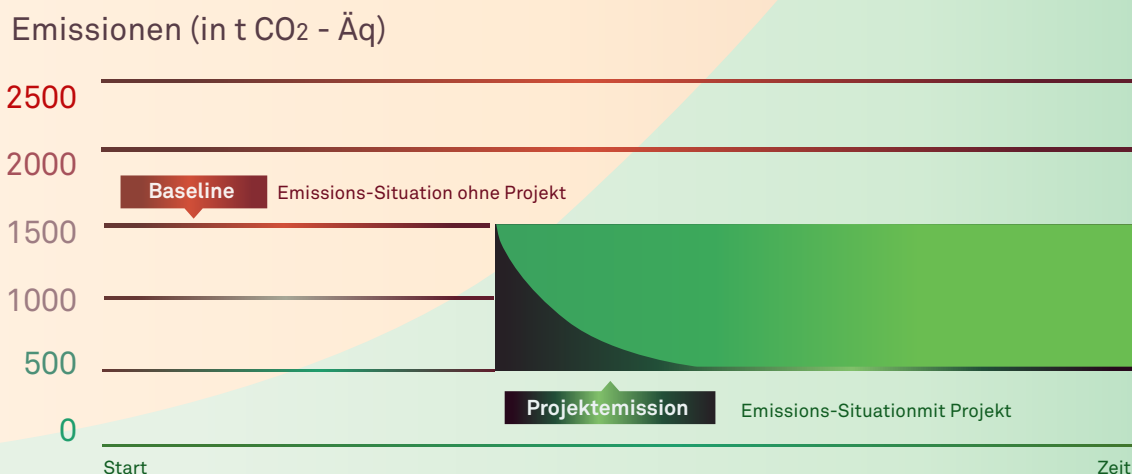 Emissionen (in t CO2 - Äq)
2500
2000
Baseline Emissions-Situation ohne Projekt
1500
1000
500
Projektemission Emissions-Situationmit Projekt
0
Start Zeit